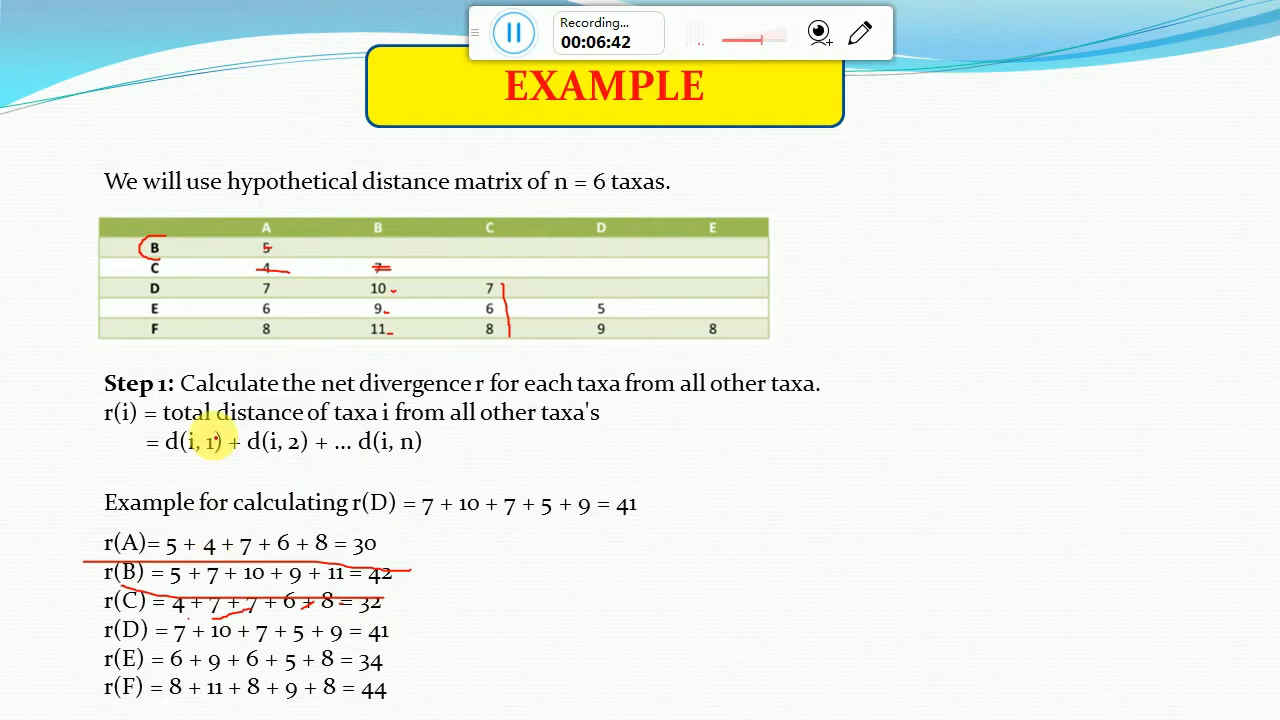 Recording...
00:06:42
EXAMPLE
We will use hypothetical distance matrix of n = 6 taxas.
A B C D E
B 5
C 4 7
D 7 10 7
E 6 9 6 5
F 8 11 8 9 8
Step 1: Calculate the net divergence r for each taxa from all other taxa.
r(i) = total distance of taxa i from all other taxa's
= d(i, 1) + d(i, 2) + ... d(i, n)
Example for calculating r(D) = 7 + 10 + 7 + 5 + 9 = 41
r(A)= 5 + 4 + 7 + 6 + 8 = 30
r(B) = 5 + 7 + 10 + 9 + 11 = 42
r(C) = 4 + 7 + 7 + 6 + 8 = 32
r(D) = 7 + 10 + 7 + 5 + 9 = 41
r(E) = 6 + 9 + 6 + 5 + 8 = 34
r(F) = 8 + 11 + 8 + 9 + 8 = 44